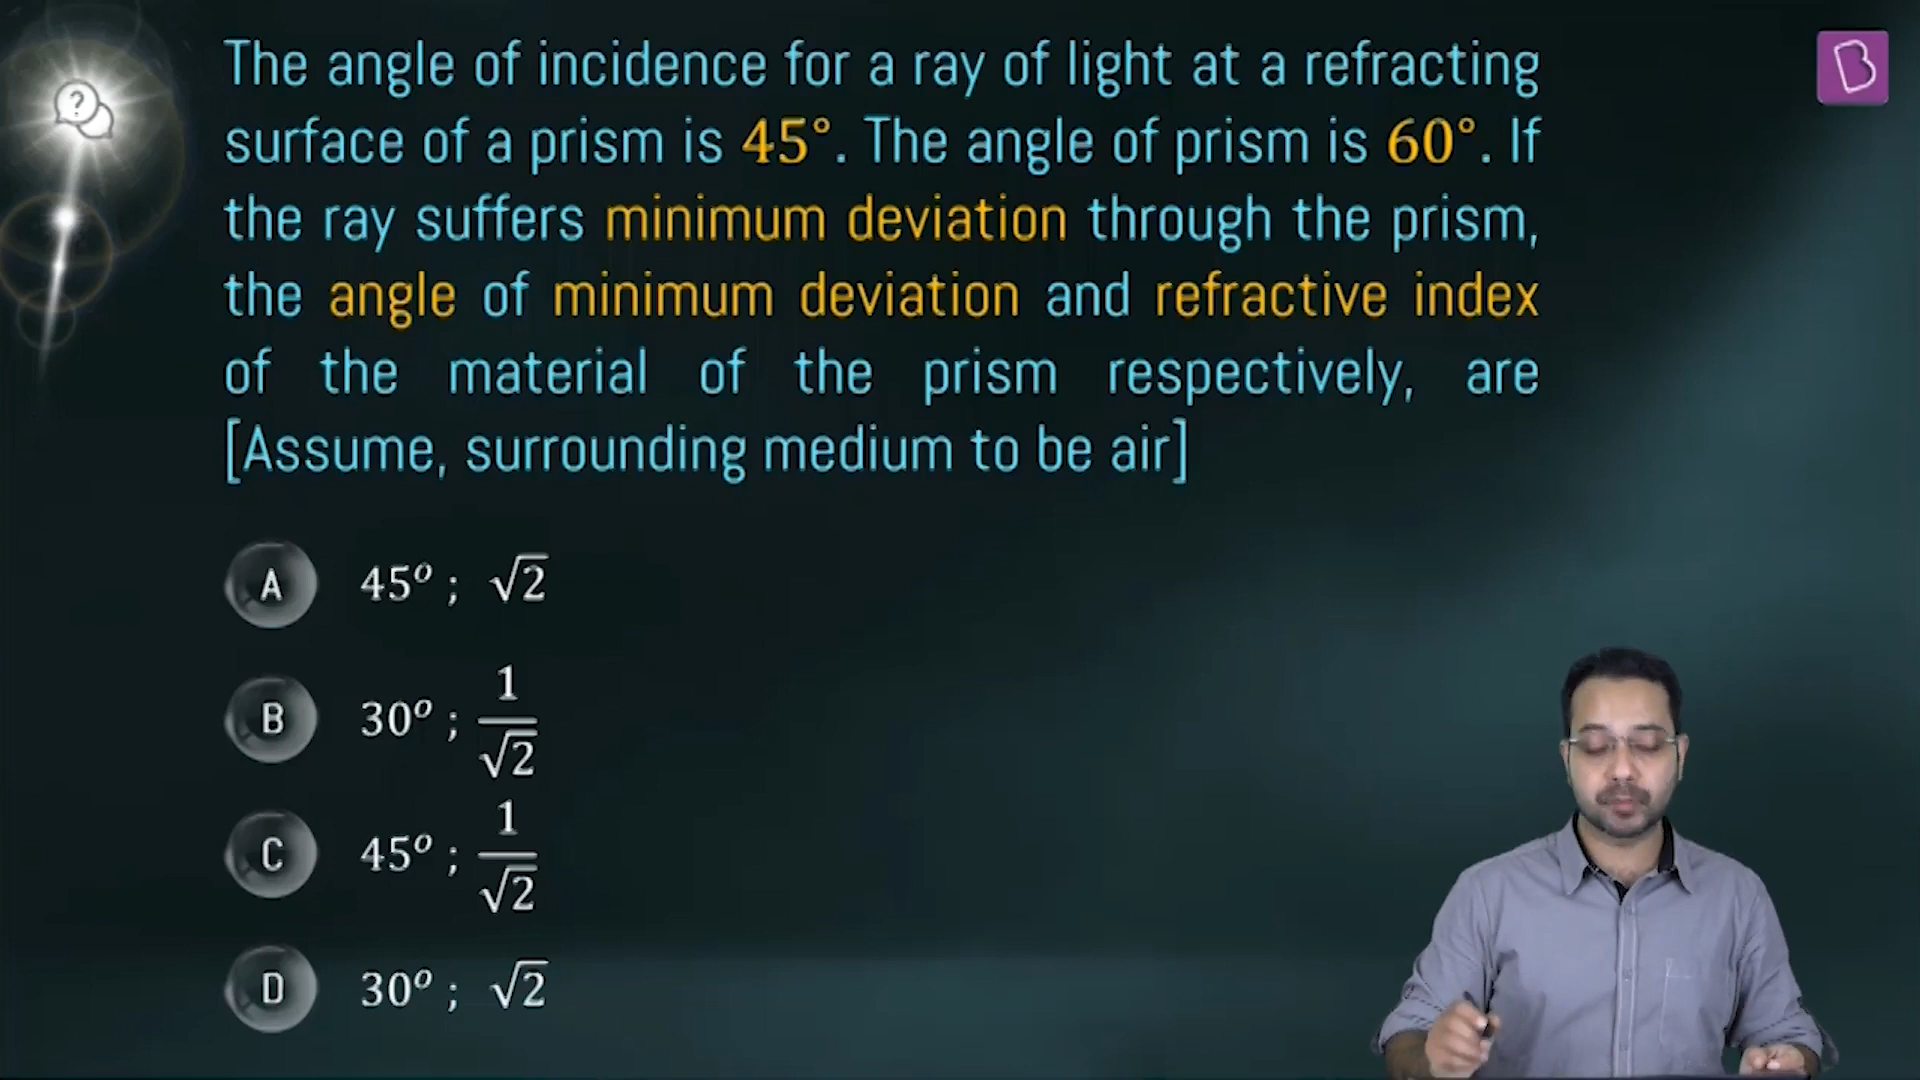 The angle of incidence for a ray of light at a refracting
surface of a prism is 45°. The angle of prism is 60°. If
the ray suffers minimum deviation through the prism,
the angle of minimum deviation and refractive index
of the material of the prism respectively, are
[Assume, surrounding medium to be air]
A 45° ; √2
B 30° ; 1/√2
C 45° ; 1/√2
D 30° ; √2
?
B